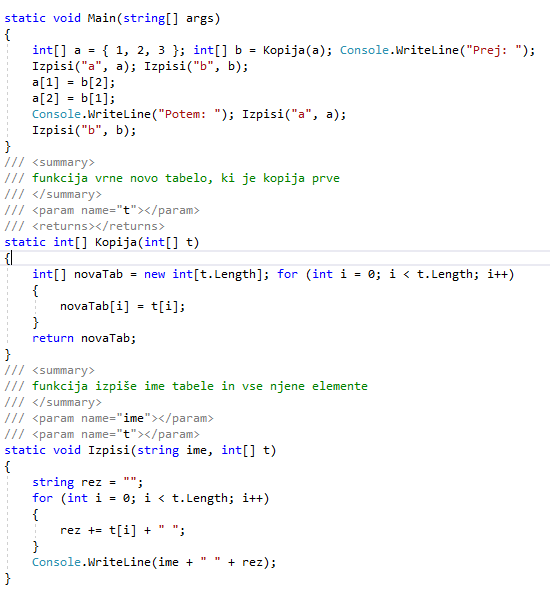 static void Main(string[] args)
{
    int[] a = { 1, 2, 3 }; int[] b = Kopija(a); Console.WriteLine("Prej: ");
    Izpisi("a", a); Izpisi("b", b);
    a[1] = b[2];
    a[2] = b[1];
    Console.WriteLine("Potem: "); Izpisi("a", a);
    Izpisi("b", b);
}
/// <summary>
/// funkcija vrne novo tabelo, ki je kopija prve
/// </summary>
/// <param name="t"></param>
/// <returns></returns>
static int[] Kopija(int[] t)
{
    int[] novaTab = new int[t.Length]; for (int i = 0; i < t.Length; i++)
    {
        novaTab[i] = t[i];
    }
    return novaTab;
}
/// <summary>
/// funkcija izpiše ime tabele in vse njene elemente
/// </summary>
/// <param name="ime"></param>
/// <param name="t"></param>
static void Izpisi(string ime, int[] t)
{
    string rez = "";
    for (int i = 0; i < t.Length; i++)
    {
        rez += t[i] + " ";
    }
    Console.WriteLine(ime + " " + rez);
}